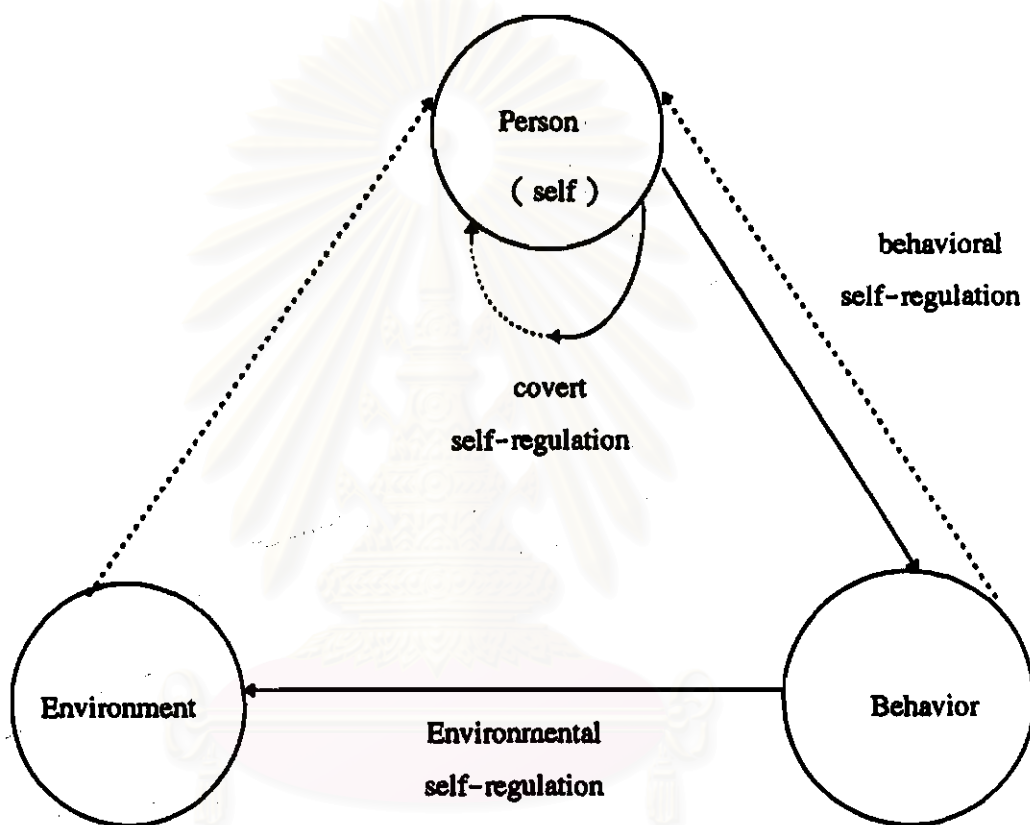 Person
( self )
behavioral
self-regulation
covert
self-regulation
Environment
Behavior
Environmental
self-regulation